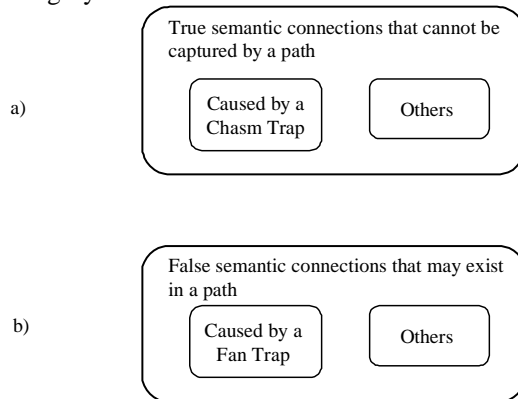 True semantic connections that cannot be
captured by a path
a)
Caused by a
Chasm Trap
Others
False semantic connections that may exist
in a path
b)
Caused by a
Fan Trap
Others